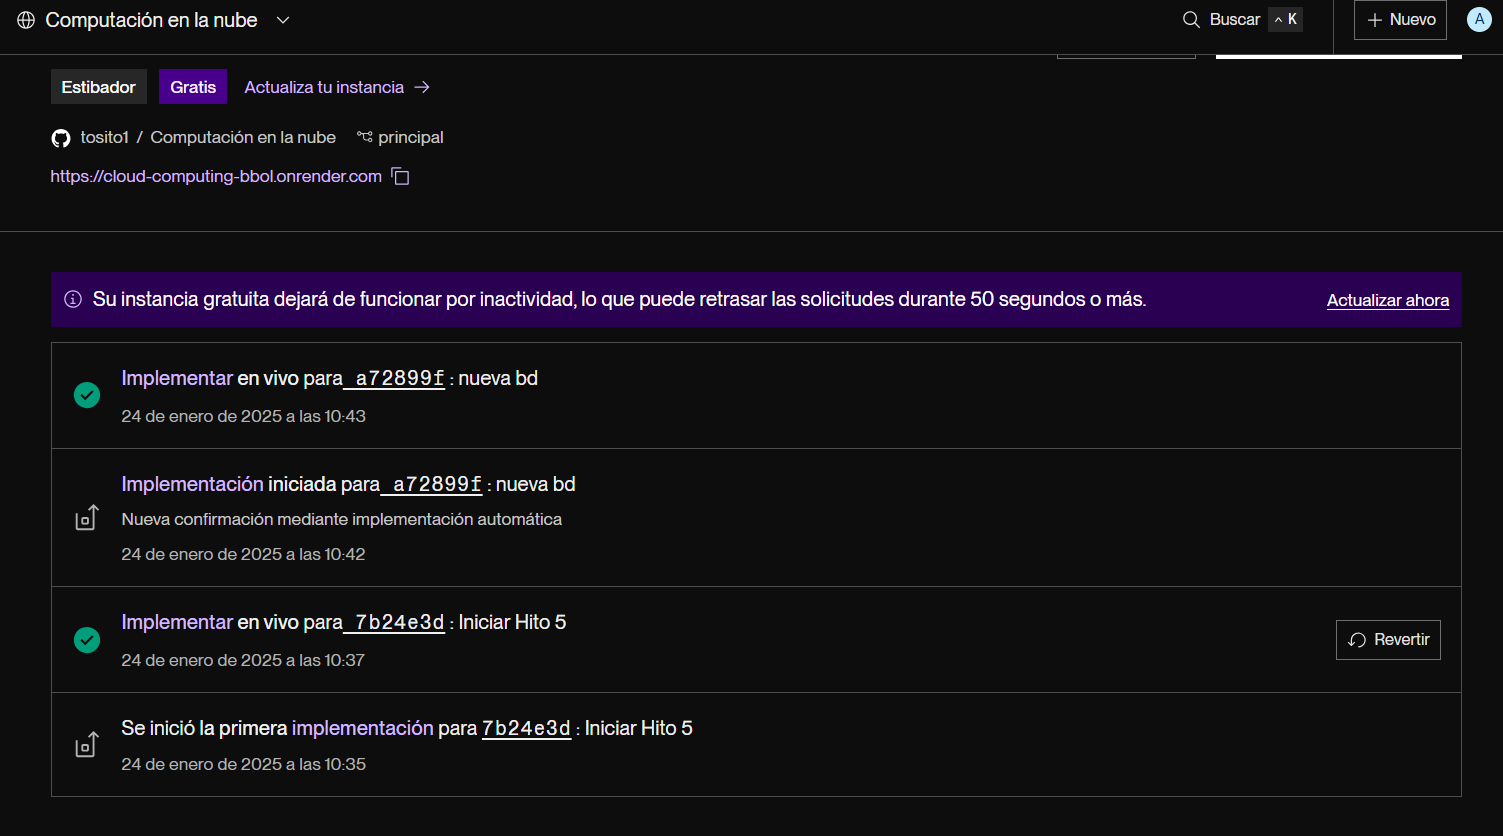 Computación en la nube
Buscar ^ K
+ Nuevo
A
Estibador Gratis Actualiza tu instancia →
tosito1 / Computación en la nube principal
https://cloud-computing-bbol.onrender.com
Su instancia gratuita dejará de funcionar por inactividad, lo que puede retrasar las solicitudes durante 50 segundos o más. Actualizar ahora
Implementar en vivo para a72899f : nueva bd
24 de enero de 2025 a las 10:43
Implementación iniciada para a72899f : nueva bd
Nueva confirmación mediante implementación automática
24 de enero de 2025 a las 10:42
Implementar en vivo para 7b24e3d : Iniciar Hito 5
24 de enero de 2025 a las 10:37
Revertir
Se inició la primera implementación para 7b24e3d : Iniciar Hito 5
24 de enero de 2025 a las 10:35